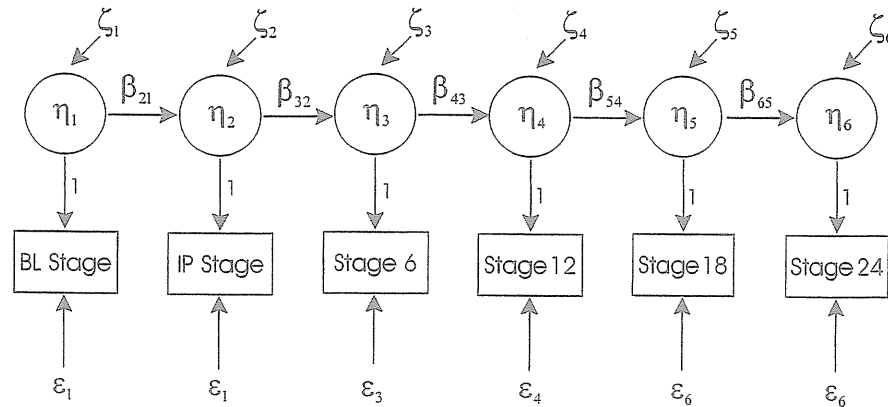 ζ₁ ζ₂ ζ₃ ζ₄ ζ₅ ζ₆
β₂₁ β₃₂ β₄₃ β₅₄ β₆₅
η₁ η₂ η₃ η₄ η₅ η₆
1 1 1 1 1 1
BL Stage IP Stage Stage 6 Stage 12 Stage 18 Stage 24
ε₁ ε₁ ε₃ ε₄ ε₆ ε₆